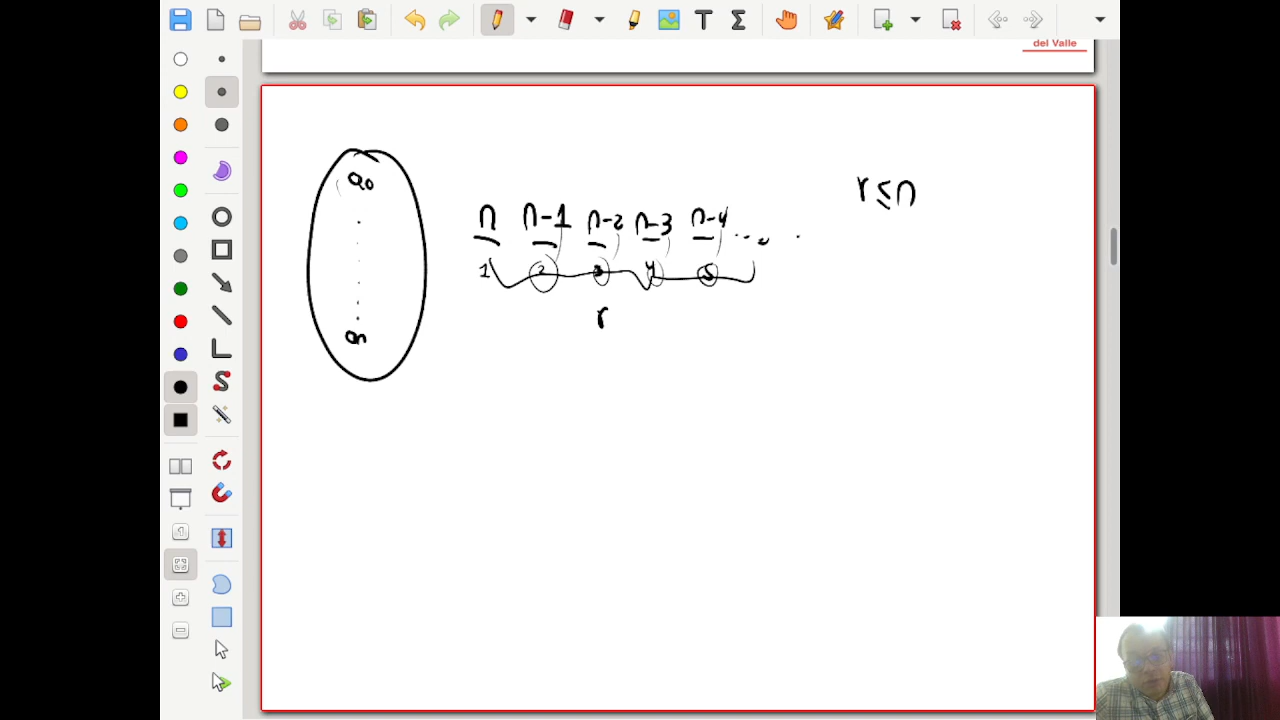 del Valle
r ≤ n
a0
n n-1 n-2 n-3 n-4 ......
1 2 3 4 5
r
an